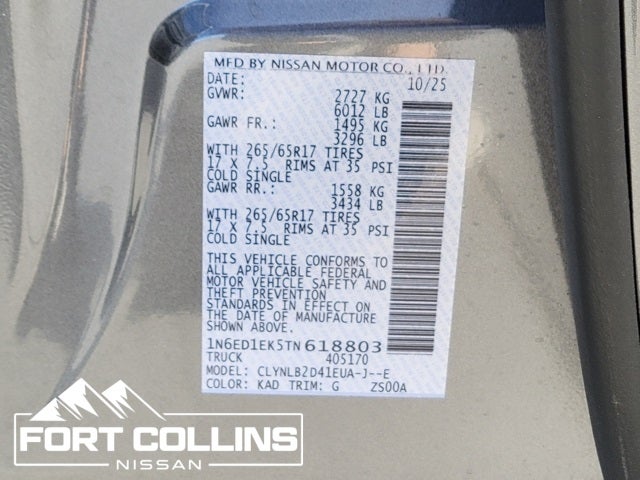 MFD BY NISSAN MOTOR CO., LTD.
DATE: 10/25
GVWR: 2727 KG
6012 LB
GAWR FR.: 1495 KG
3296 LB
WITH 265/65R17 TIRES
17 X 7.5 RIMS AT 35 PSI
COLD SINGLE
GAWR RR.: 1558 KG
3434 LB
WITH 265/65R17 TIRES
17 X 7.5 RIMS AT 35 PSI
COLD SINGLE
THIS VEHICLE CONFORMS TO
ALL APPLICABLE FEDERAL
MOTOR VEHICLE SAFETY AND
THEFT PREVENTION
STANDARDS IN EFFECT ON
THE DATE OF MANUFACTURE
SHOWN ABOVE.
1N6ED1EK5TN618803
TRUCK 405170
MODEL: CLYNLB2D41EUA-J--E
COLOR: KAD TRIM: G ZS00A
FORT COLLINS
NISSAN